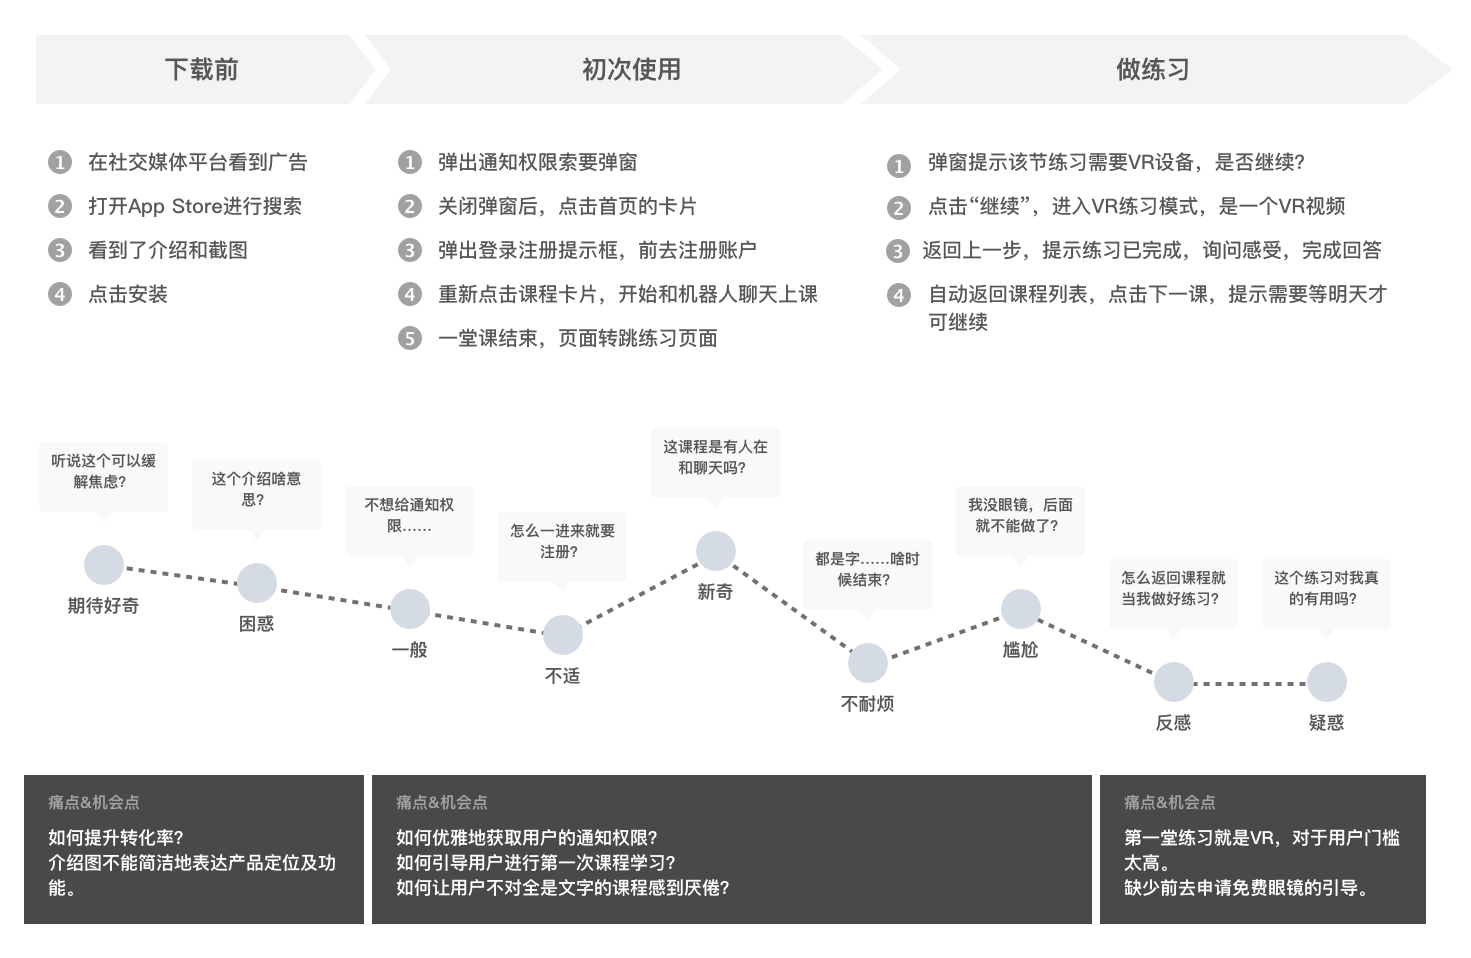 下载前
初次使用
做练习
1 在社交媒体平台看到广告
2 打开App Store进行搜索
3 看到了介绍和截图
4 点击安装
1 弹出通知权限索要弹窗
2 关闭弹窗后，点击首页的卡片
3 弹出登录注册提示框，前去注册账户
4 重新点击课程卡片，开始和机器人聊天上课
5 一堂课结束，页面转跳练习页面
1 弹窗提示该节练习需要VR设备，是否继续?
2 点击“继续”，进入VR练习模式，是一个VR视频
3 返回上一步，提示练习已完成，询问感受，完成回答
4 自动返回课程列表，点击下一课，提示需要等明天才
可继续
听说这个可以缓
解焦虑?
期待好奇
这个介绍啥意
思?
困惑
不想给通知权
限……
一般
怎么一进来就要
注册?
不适
这课程是有人在
和聊天吗?
新奇
都是字……啥时
候结束?
不耐烦
我没眼镜，后面
就不能做了?
尴尬
怎么返回课程就
当我做好练习?
反感
这个练习对我真
的有用吗?
疑惑
痛点&机会点
如何提升转化率?
介绍图不能简洁地表达产品定位及功
能。
痛点&机会点
如何优雅地获取用户的通知权限?
如何引导用户进行第一次课程学习?
如何让用户不对全是文字的课程感到厌倦?
痛点&机会点
第一堂练习就是VR，对于用户门槛
太高。
缺少前去申请免费眼镜的引导。